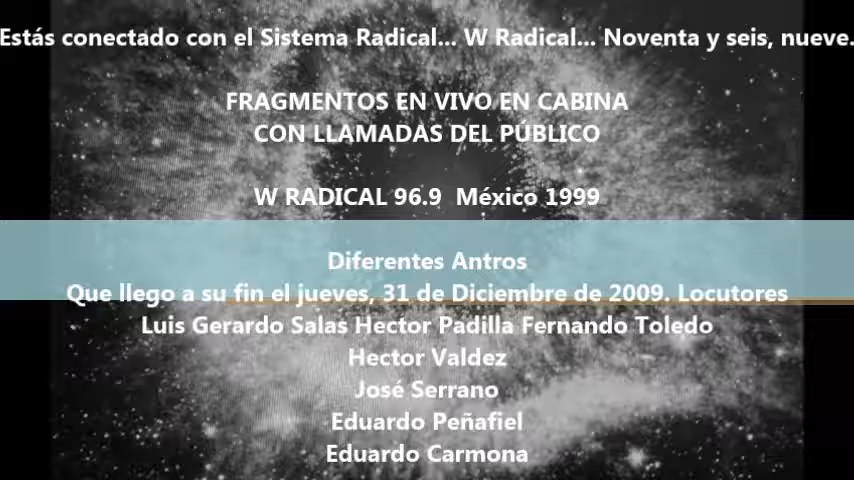 Estás conectado con el Sistema Radical... W Radical... Noventa y seis, nueve.
FRAGMENTOS EN VIVO EN CABINA
CON LLAMADAS DEL PÚBLICO
W RADICAL 96.9 México 1999
Diferentes Antros
Que llego a su fin el jueves, 31 de Diciembre de 2009. Locutores
Luis Gerardo Salas Hector Padilla Fernando Toledo
Hector Valdez
José Serrano
Eduardo Peñafiel
Eduardo Carmona